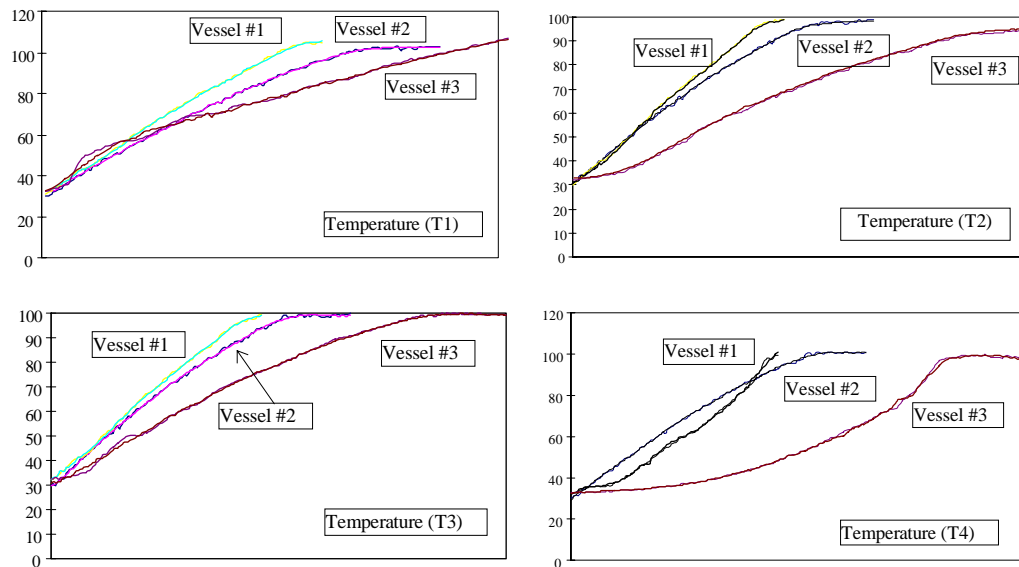 120
100
80
60
40
20
0
Vessel #1
Vessel #2
Vessel #3
Temperature (T1)
100
90
80
70
60
50
40
30
20
10
0
Vessel #1
Vessel #2
Vessel #3
Temperature (T2)
100
90
80
70
60
50
40
30
20
10
0
Vessel #1
Vessel #3
Vessel #2
Temperature (T3)
120
100
80
60
40
20
0
Vessel #1
Vessel #2
Vessel #3
Temperature (T4)